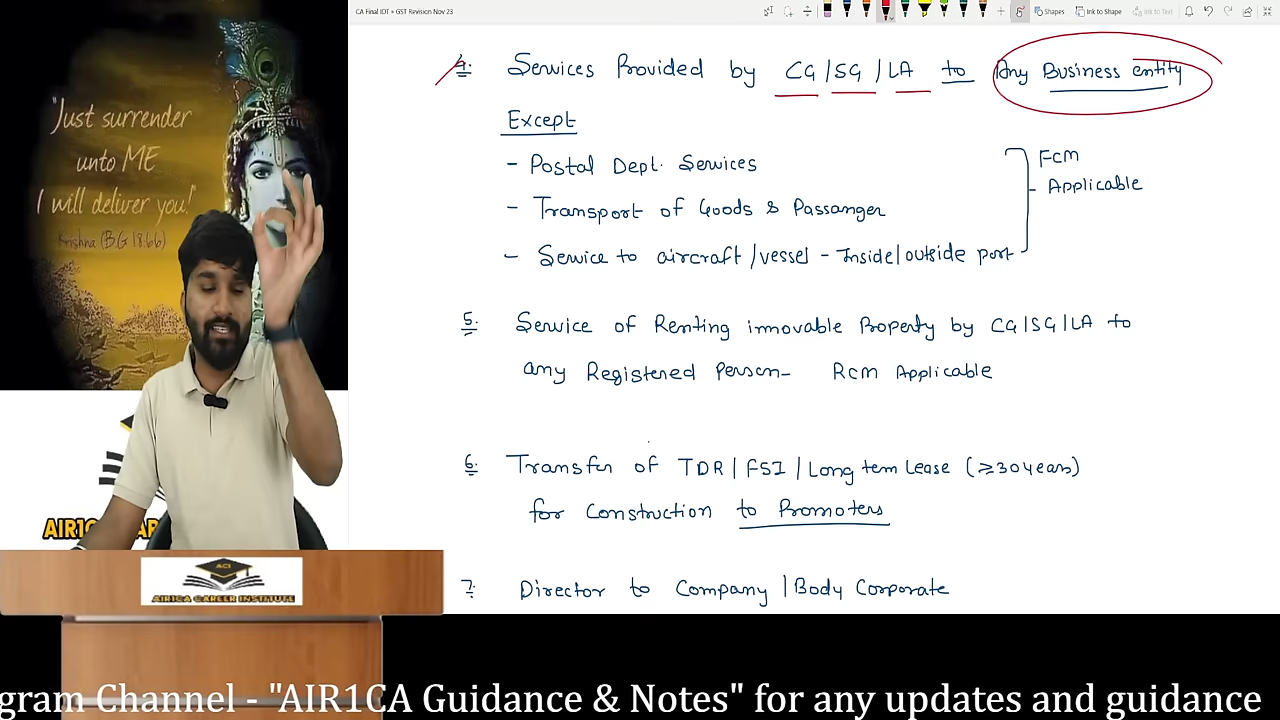 CA Final IDT » GST Revision Nov 23
Shapes
Ink to Shape
Ink to Text
4. Services Provided by CG/SG/LA to Any Business entity
Except
- Postal Dept. Services
- Transport of Goods & Passanger
- Service to aircraft/vessel - Inside/outside port
FCM
Applicable
5. Service of Renting immovable Property by CG/SG/LA to
any Registered Person- RCM Applicable
6. Transfer of TDR/FSI/Long term Lease (≥30 years)
for Construction to Promoters
7. Director to Company/Body Corporate
"Just surrender
unto ME
I will deliver you!"
Krishna (BG 18:66)
AIR1C AR
ACI
AIR1CA CAREER INSTITUTE
gram Channel - "AIR1CA Guidance & Notes" for any updates and guidance